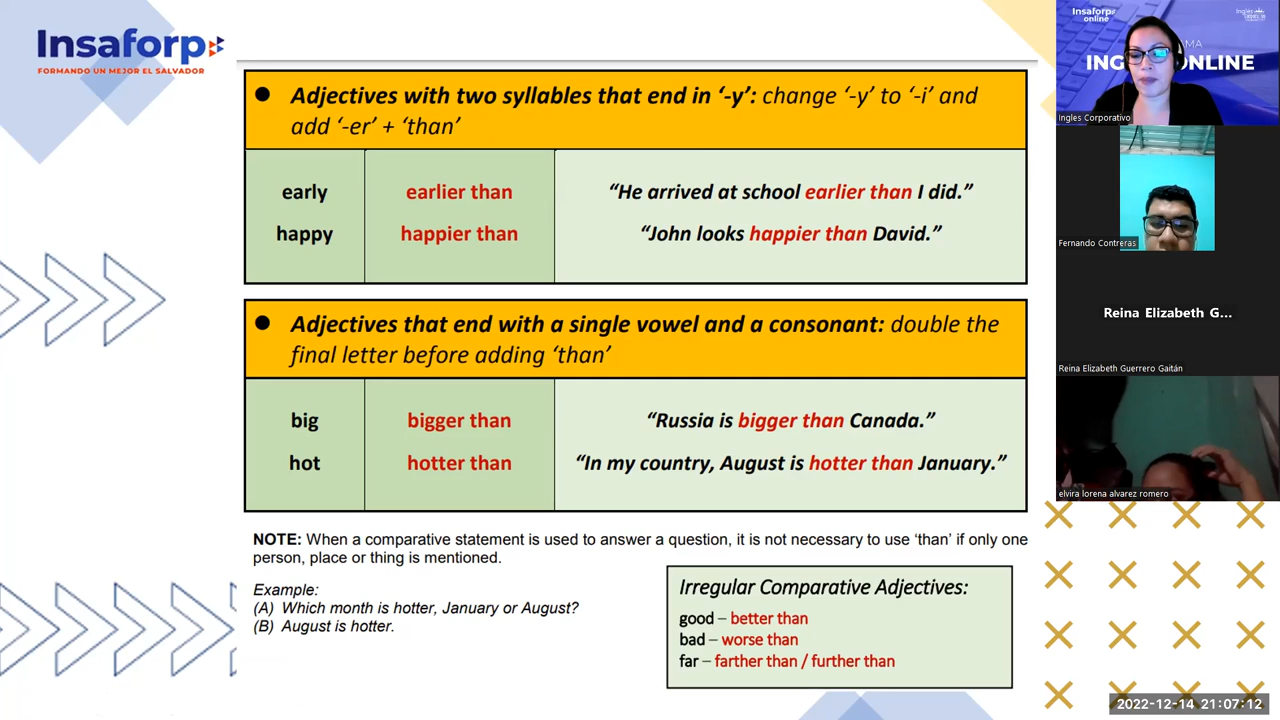 Insaforp
FORMANDO UN MEJOR EL SALVADOR
● Adjectives with two syllables that end in ‘-y’: change ‘-y’ to ‘-i’ and
add ‘-er’ + ‘than’
early earlier than “He arrived at school earlier than I did.”
happy happier than “John looks happier than David.”
● Adjectives that end with a single vowel and a consonant: double the
final letter before adding ‘than’
big bigger than “Russia is bigger than Canada.”
hot hotter than “In my country, August is hotter than January.”
NOTE: When a comparative statement is used to answer a question, it is not necessary to use ‘than’ if only one
person, place or thing is mentioned.
Example:
(A) Which month is hotter, January or August?
(B) August is hotter.
Irregular Comparative Adjectives:
good – better than
bad – worse than
far – farther than / further than
Insaforp
online
INGL ONLINE
Ingles Corporativo
Fernando Contreras
Reina Elizabeth G...
Reina Elizabeth Guerrero Gaitán
elvira lorena alvarez romero
2022-12-14 21:07:12